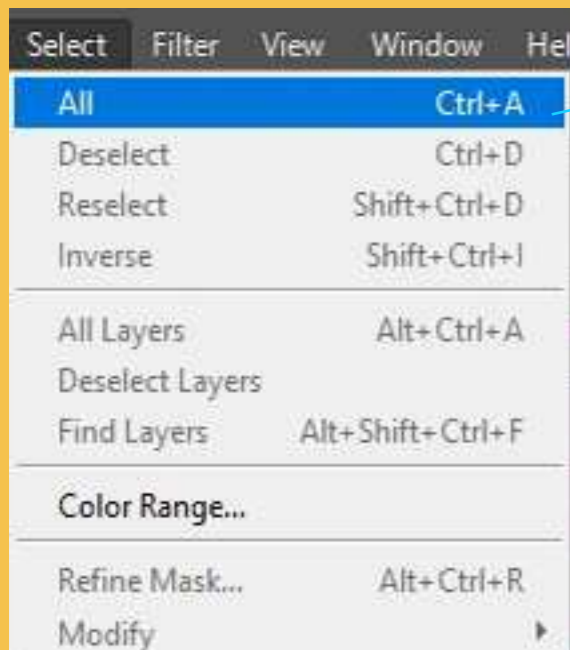 Select Filter View Window Hel
All Ctrl+A
Deselect Ctrl+D
Reselect Shift+Ctrl+D
Inverse Shift+Ctrl+I
All Layers Alt+Ctrl+A
Deselect Layers
Find Layers Alt+Shift+Ctrl+F
Color Range...
Refine Mask... Alt+Ctrl+R
Modify